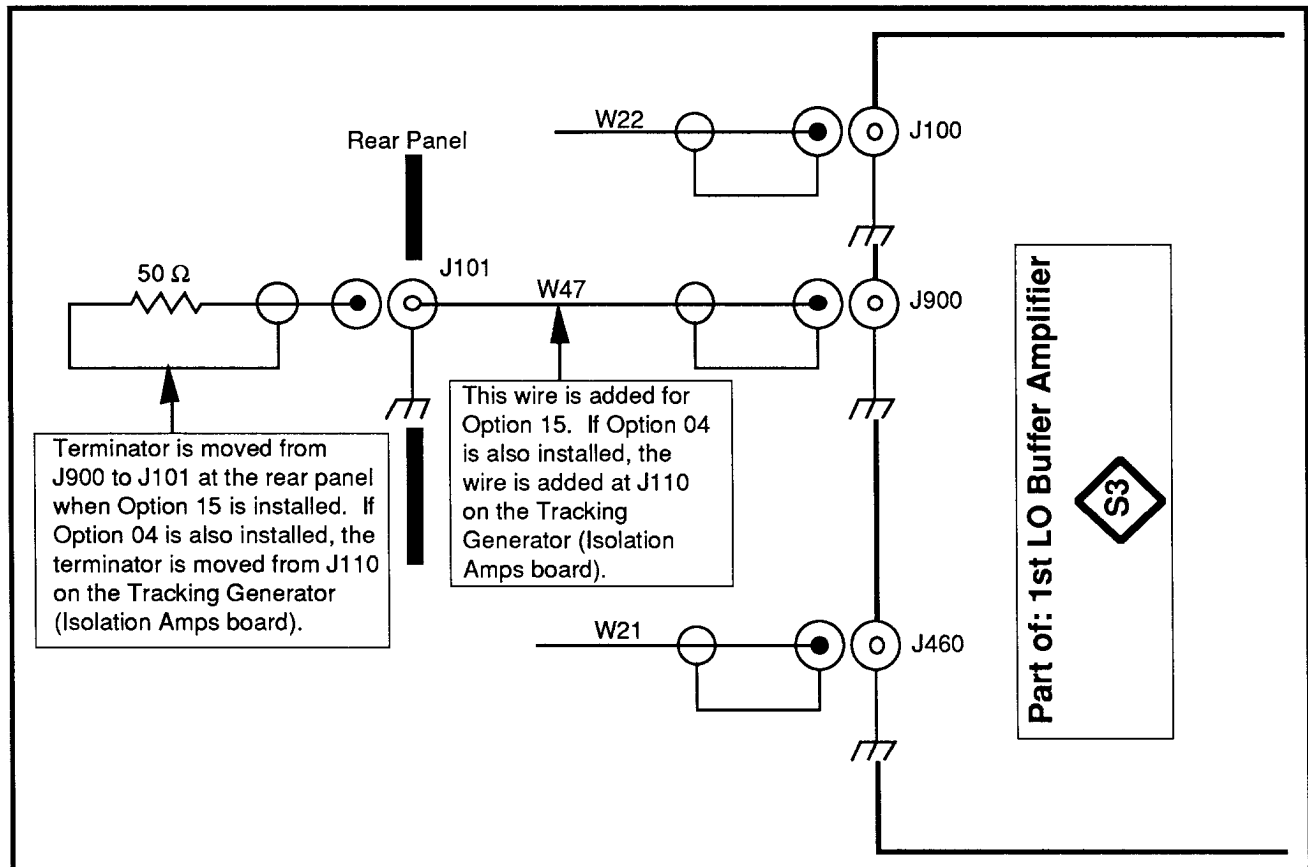 W22
J100
Rear Panel
50 Ω
J101
W47
J900
Terminator is moved from
J900 to J101 at the rear panel
when Option 15 is installed. If
Option 04 is also installed, the
terminator is moved from J110
on the Tracking Generator
(Isolation Amps board).
This wire is added for
Option 15. If Option 04
is also installed, the
wire is added at J110
on the Tracking
Generator (Isolation
Amps board).
W21
J460
Part of: 1st LO Buffer Amplifier
S3